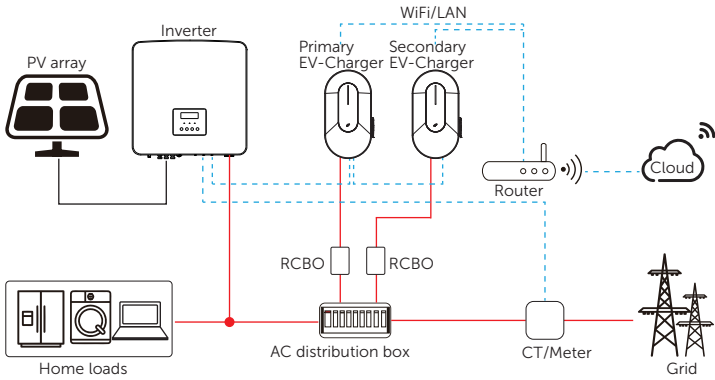 WiFi/LAN
Inverter
Primary
EV-Charger
Secondary
EV-Charger
PV array
Cloud
Router
RCBO
RCBO
Home loads
AC distribution box
CT/Meter
Grid